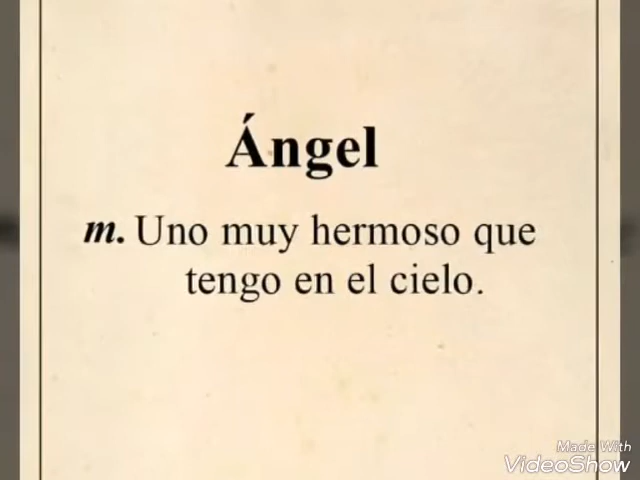 Ángel
m. Uno muy hermoso que
tengo en el cielo.
Made With
VideoShow